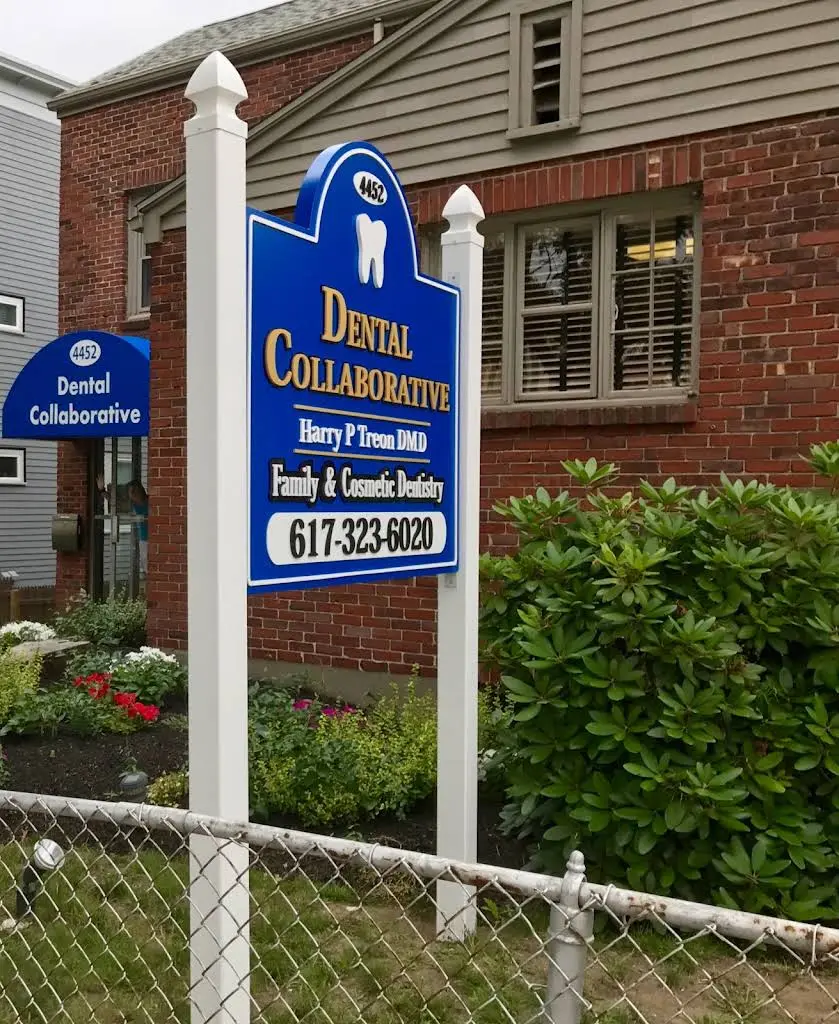 4452
DENTAL
COLLABORATIVE
Harry P Treon DMD
Family & Cosmetic Dentistry
617-323-6020
4452
Dental
Collaborative